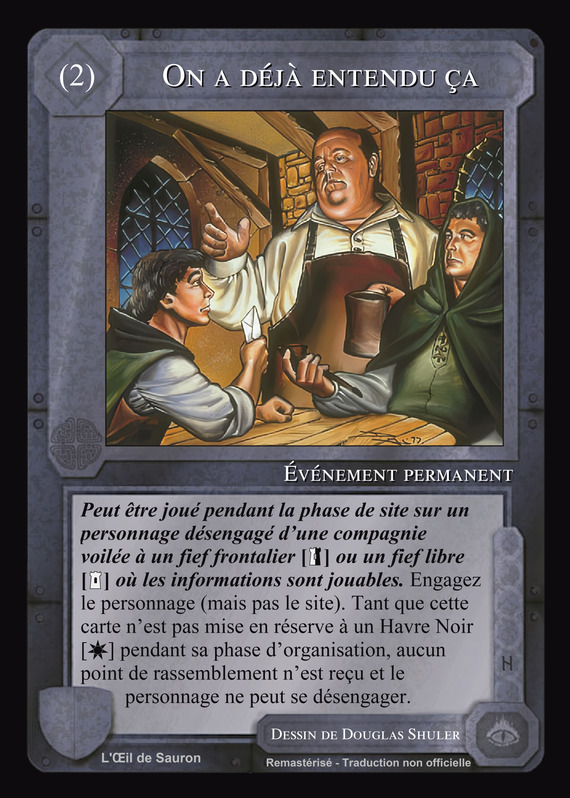 (2)
On a déjà entendu ça
Événement permanent
Peut être joué pendant la phase de site sur un
personnage désengagé d'une compagnie
voilée à un fief frontalier [ ] ou un fief libre
[ ] où les informations sont jouables. Engagez
le personnage (mais pas le site). Tant que cette
carte n'est pas mise en réserve à un Havre Noir
[ ] pendant sa phase d'organisation, aucun
point de rassemblement n'est reçu et le
personnage ne peut se désengager.
Dessin de Douglas Shuler
L'Œil de Sauron
Remastérisé - Traduction non officielle